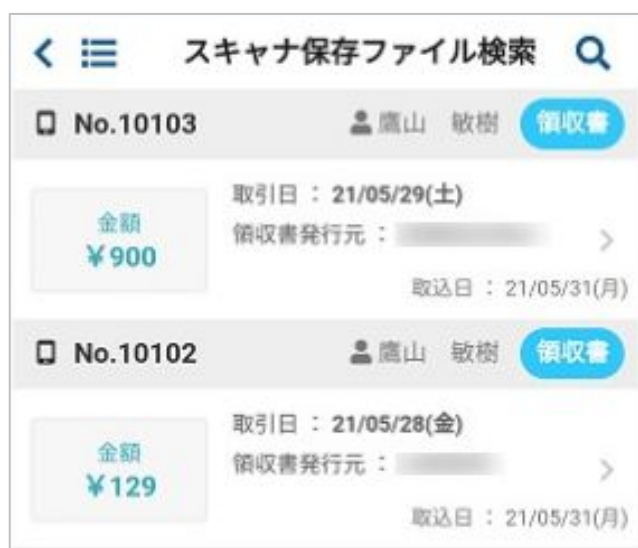 スキャナ保存ファイル検索
No.10103 鷹山 敏樹 領収書
取引日 : 21/05/29(土)
金額
¥900
領収書発行元 :
取込日 : 21/05/31(月)
No.10102 鷹山 敏樹 領収書
取引日 : 21/05/28(金)
金額
¥129
領収書発行元 :
取込日 : 21/05/31(月)